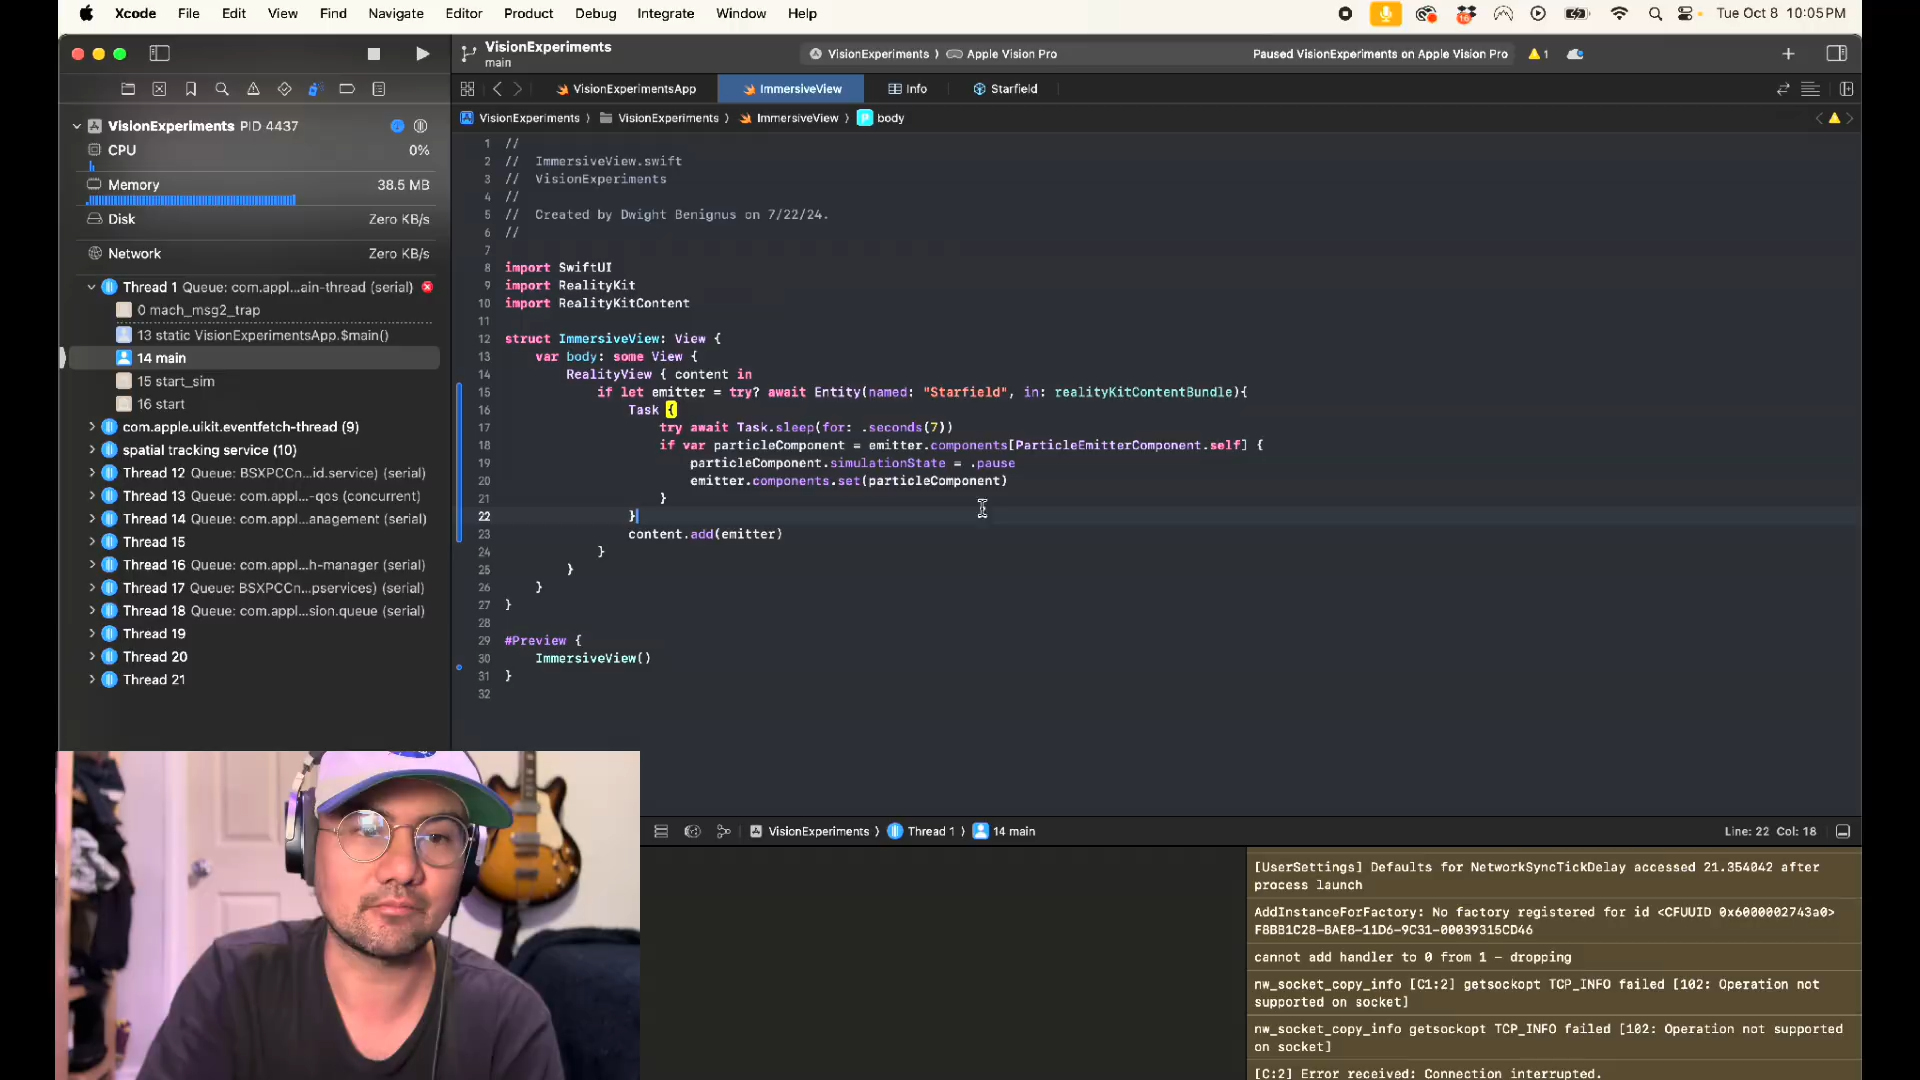 Xcode File Edit View Find Navigate Editor Product Debug Integrate Window Help
16
Tue Oct 8 10:05 PM
VisionExperiments
main
VisionExperiments ⟩ Apple Vision Pro
Paused VisionExperiments on Apple Vision Pro
1
VisionExperimentsApp
ImmersiveView
Info
Starfield
VisionExperiments ⟩ VisionExperiments ⟩ ImmersiveView ⟩ body
VisionExperiments PID 4437
CPU 0%
Memory 38.5 MB
Disk Zero KB/s
Network Zero KB/s
Thread 1 Queue: com.appl...ain-thread (serial)
0 mach_msg2_trap
13 static VisionExperimentsApp.$main()
14 main
15 start_sim
16 start
com.apple.uikit.eventfetch-thread (9)
spatial tracking service (10)
Thread 12 Queue: BSXPCCn...id.service) (serial)
Thread 13 Queue: com.appl...-qos (concurrent)
Thread 14 Queue: com.appl...anagement (serial)
Thread 15
Thread 16 Queue: com.appl...h-manager (serial)
Thread 17 Queue: BSXPCCn...pservices) (serial)
Thread 18 Queue: com.appl...sion.queue (serial)
Thread 19
Thread 20
Thread 21
1 //
2 // ImmersiveView.swift
3 // VisionExperiments
4 //
5 // Created by Dwight Benignus on 7/22/24.
6 //
7
8 import SwiftUI
9 import RealityKit
10 import RealityKitContent
11
12 struct ImmersiveView: View {
13 var body: some View {
14 RealityView { content in
15 if let emitter = try? await Entity(named: "Starfield", in: realityKitContentBundle){
16 Task {
17 try await Task.sleep(for: .seconds(7))
18 if var particleComponent = emitter.components[ParticleEmitterComponent.self] {
19 particleComponent.simulationState = .pause
20 emitter.components.set(particleComponent)
21 }
22 }
23 content.add(emitter)
24 }
25 }
26 }
27 }
28
29 #Preview {
30 ImmersiveView()
31 }
32
VisionExperiments ⟩ Thread 1 ⟩ 14 main
Line: 22 Col: 18
[UserSettings] Defaults for NetworkSyncTickDelay accessed 21.354042 after
process launch
AddInstanceForFactory: No factory registered for id <CFUUID 0x6000002743a0>
F8BB1C28-BAE8-11D6-9C31-00039315CD46
cannot add handler to 0 from 1 - dropping
nw_socket_copy_info [C1:2] getsockopt TCP_INFO failed [102: Operation not
supported on socket]
nw_socket_copy_info getsockopt TCP_INFO failed [102: Operation not supported
on socket]
[C:2] Error received: Connection interrupted.